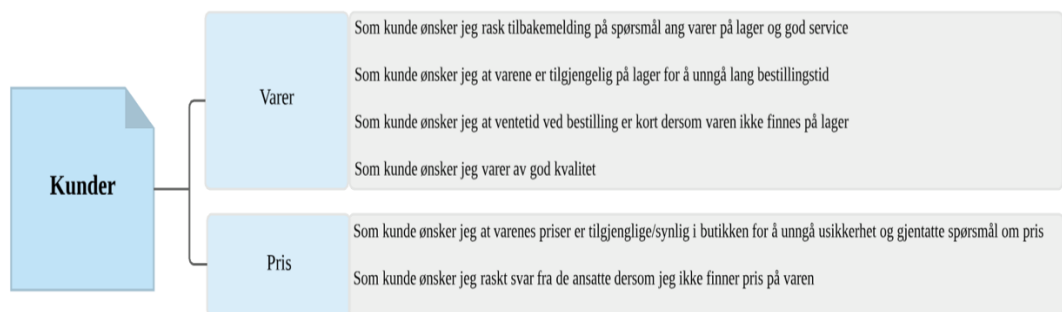 Kunder
Varer
Som kunde ønsker jeg rask tilbakemelding på spørsmål ang varer på lager og god service
Som kunde ønsker jeg at varene er tilgjengelig på lager for å unngå lang bestillingstid
Som kunde ønsker jeg at ventetid ved bestilling er kort dersom varen ikke finnes på lager
Som kunde ønsker jeg varer av god kvalitet
Pris
Som kunde ønsker jeg at varenes priser er tilgjenglige/synlig i butikken for å unngå usikkerhet og gjentatte spørsmål om pris
Som kunde ønsker jeg raskt svar fra de ansatte dersom jeg ikke finner pris på varen